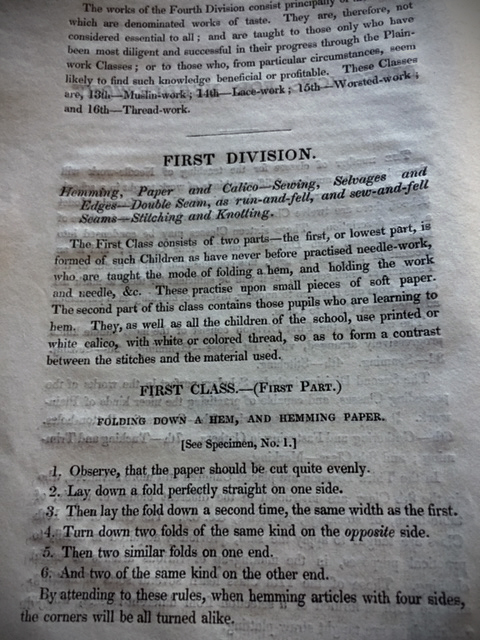 The works of the Fourth Division consist principally of
which are denominated works of taste. They are, therefore, not
considered essential to all; and are taught to those only who have
been most diligent and successful in their progress through the Plain-
work Classes; or to those who, from particular circumstances, seem
likely to find such knowledge beneficial or profitable. These Classes
are, 13th—Muslin-work; 14th—Lace-work; 15th—Worsted-work;
and 16th—Thread-work.
FIRST DIVISION.
Hemming, Paper and Calico—Sewing, Selvages and
Edges—Double Seam, as run-and-fell, and sew-and-fell
Seams—Stitching and Knotting.
The First Class consists of two parts—the first, or lowest part, is
formed of such Children as have never before practised needle-work,
who are taught the mode of folding a hem, and holding the work
and needle, &c. These practise upon small pieces of soft paper.
The second part of this class contains those pupils who are learning to
hem. They, as well as all the children of the school, use printed or
white calico, with white or colored thread, so as to form a contrast
between the stitches and the material used.
FIRST CLASS.—(FIRST PART.)
FOLDING DOWN A HEM, AND HEMMING PAPER.
[See Specimen, No. 1.]
1. Observe, that the paper should be cut quite evenly.
2. Lay down a fold perfectly straight on one side.
3. Then lay the fold down a second time, the same width as the first.
4. Turn down two folds of the same kind on the opposite side.
5. Then two similar folds on one end.
6. And two of the same kind on the other end.
By attending to these rules, when hemming articles with four sides,
the corners will be all turned alike.